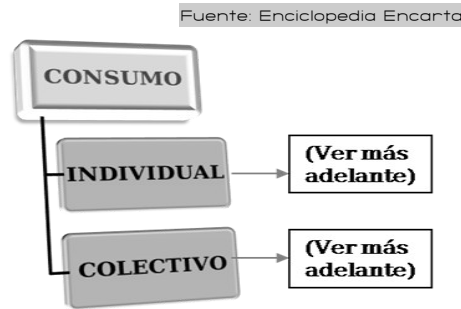 Fuente: Enciclopedia Encarta
CONSUMO
INDIVIDUAL
(Ver más
adelante)
COLECTIVO
(Ver más
adelante)